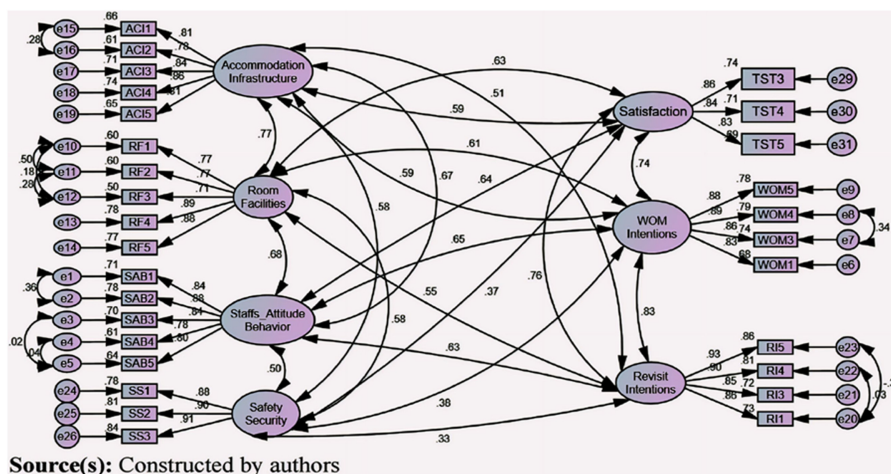 e15 .66 ACI1 .81
.28 e16 .61 ACI2 .78
e17 .71 ACI3 .84
e18 .74 ACI4 .86
e19 .65 ACI5 .81
Accommodation
Infrastructure
e10 .60 RF1 .77
.50 e11 .60 RF2 .77
.18
.28 e12 .50 RF3 .71
e13 .78 RF4 .89
e14 .77 RF5 .88
Room
Facilities
e1 .71 SAB1 .84
.36 e2 .78 SAB2 .88
e3 .70 SAB3 .84
.02 e4 .61 SAB4 .78
.04 e5 .64 SAB5 .80
Staffs_Attitude
Behavior
e24 .78 SS1 .88
e25 .81 SS2 .90
e26 .84 SS3 .91
Safety
Security
.77
.68
.50
.63
.51
.59
.61
.59
.67
.64
.58
.65
.76
.37
.55
.58
.63
.38
.33
.74
.83
Satisfaction
.86 .74 TST3 e29
.84 .71 TST4 e30
.83 TST5 e31
WOM
Intentions
.88 .78 WOM5 e9
.89 .79 WOM4 e8
.86 .74 WOM3 e7 .34
.83 .68 WOM1 e6
Revisit
Intentions
.93 .86 RI5 e23
.90 .81 RI4 e22
.85 .72 RI3 e21 .03
.86 .73 RI1 e20
Source(s): Constructed by authors